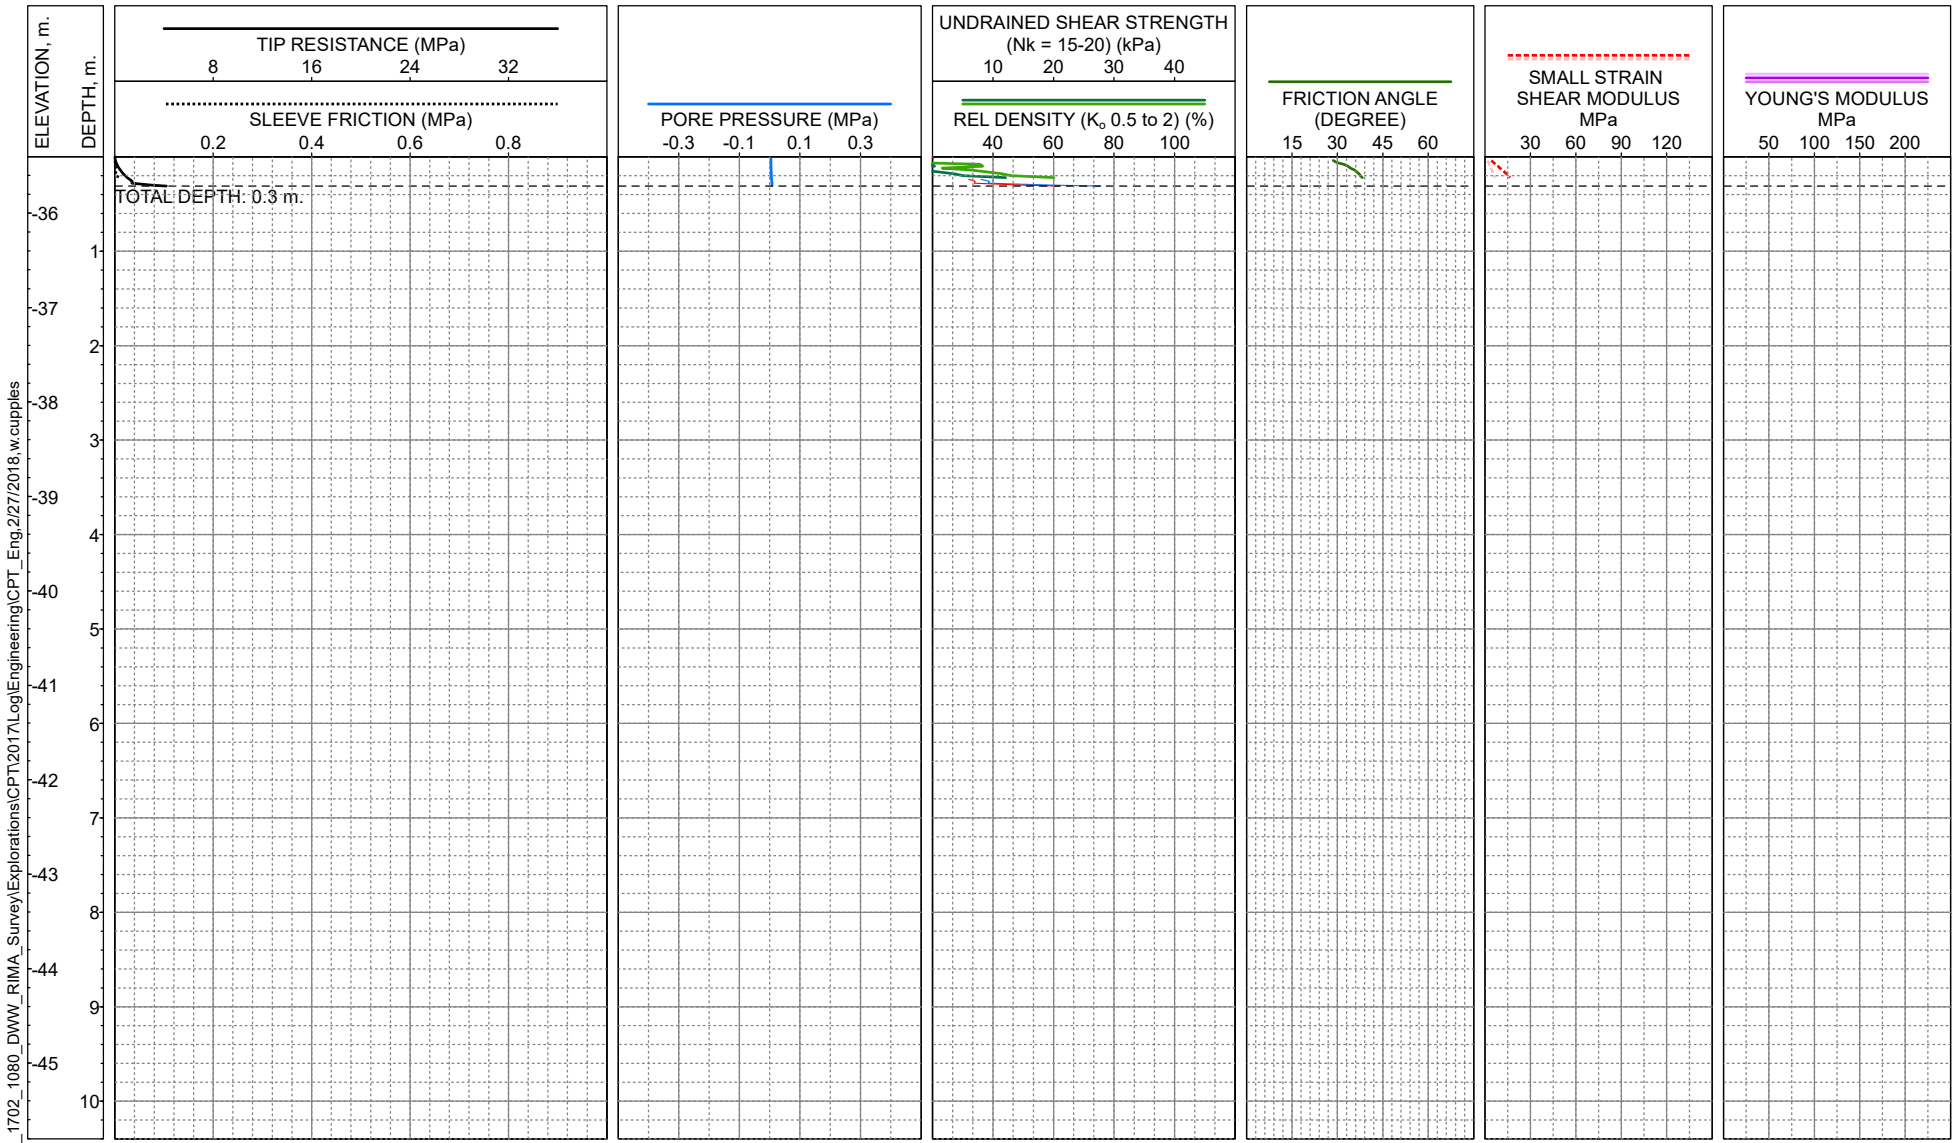 ELEVATION, m.
DEPTH, m.
TIP RESISTANCE (MPa)
8 16 24 32
SLEEVE FRICTION (MPa)
0.2 0.4 0.6 0.8
PORE PRESSURE (MPa)
-0.3 -0.1 0.1 0.3
UNDRAINED SHEAR STRENGTH
(Nk = 15-20) (kPa)
10 20 30 40
REL DENSITY (Ko 0.5 to 2) (%)
40 60 80 100
FRICTION ANGLE
(DEGREE)
15 30 45 60
SMALL STRAIN
SHEAR MODULUS
MPa
30 60 90 120
YOUNG'S MODULUS
MPa
50 100 150 200
TOTAL DEPTH: 0.3 m.
-36
1
-37
2
-38
3
-39
4
-40
5
-41
6
-42
7
-43
8
-44
9
-45
10
_1702_1080_DWW_RIMA_Survey\Explorations\CPT\2017\Log\Engineering\CPT_Eng,2/27/2018,w.cupples